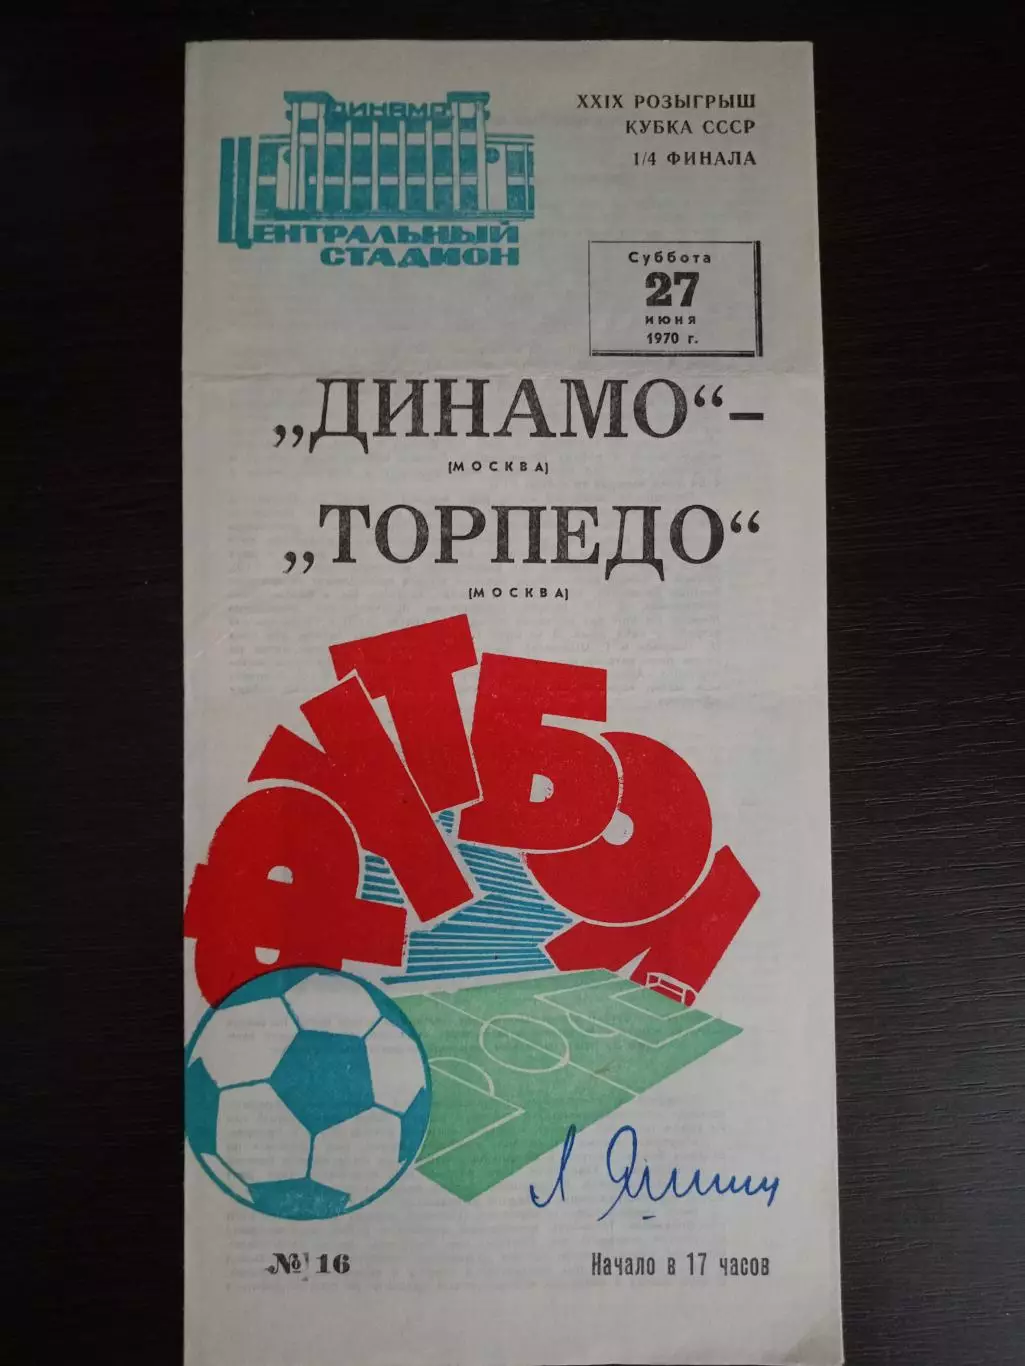 ДИНАМО
ЦЕНТРАЛЬНЫЙ
СТАДИОН
XXIX РОЗЫГРЫШ
КУБКА СССР
1/4 ФИНАЛА
Суббота
27
июня
1970 г.
„ДИНАМО“ –
(МОСКВА)
„ТОРПЕДО“
(МОСКВА)
ФУТБОЛ
Л Яшин
№ 16
Начало в 17 часов